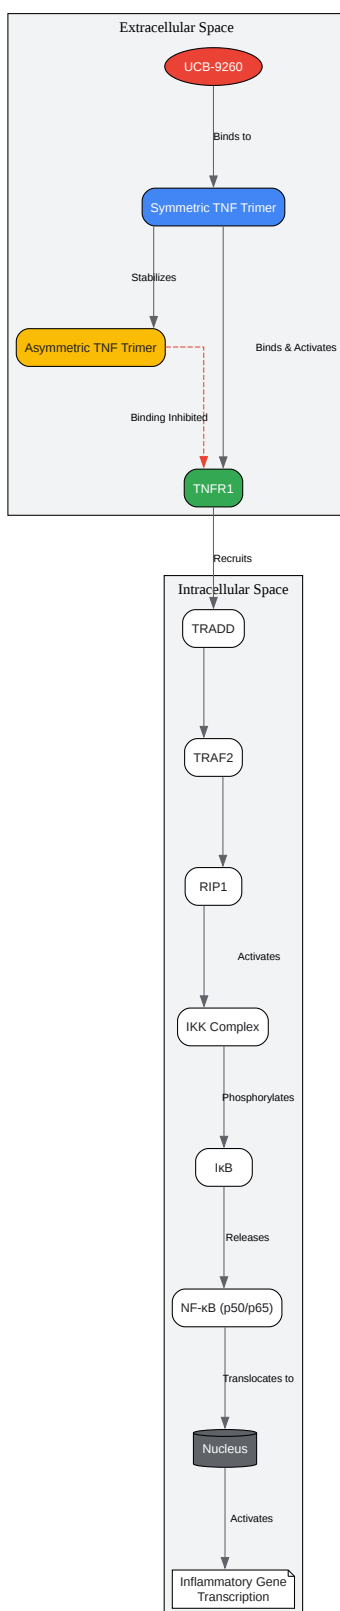 Extracellular Space
UCB-9260
Binds to
Symmetric TNF Trimer
Stabilizes
Asymmetric TNF Trimer
Binds & Activates
Binding Inhibited
TNFR1
Recruits
Intracellular Space
TRADD
TRAF2
RIP1
Activates
IKK Complex
Phosphorylates
IκB
Releases
NF-κB (p50/p65)
Translocates to
Nucleus
Activates
Inflammatory Gene
Transcription